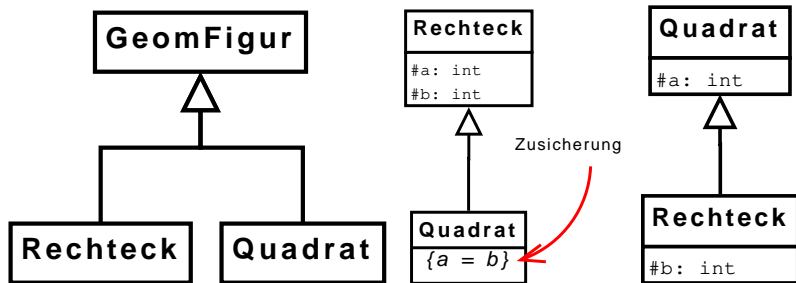 GeomFigur
Rechteck
Quadrat
Rechteck
#a: int
#b: int
Zusicherung
Quadrat
{a = b}
Quadrat
#a: int
Rechteck
#b: int